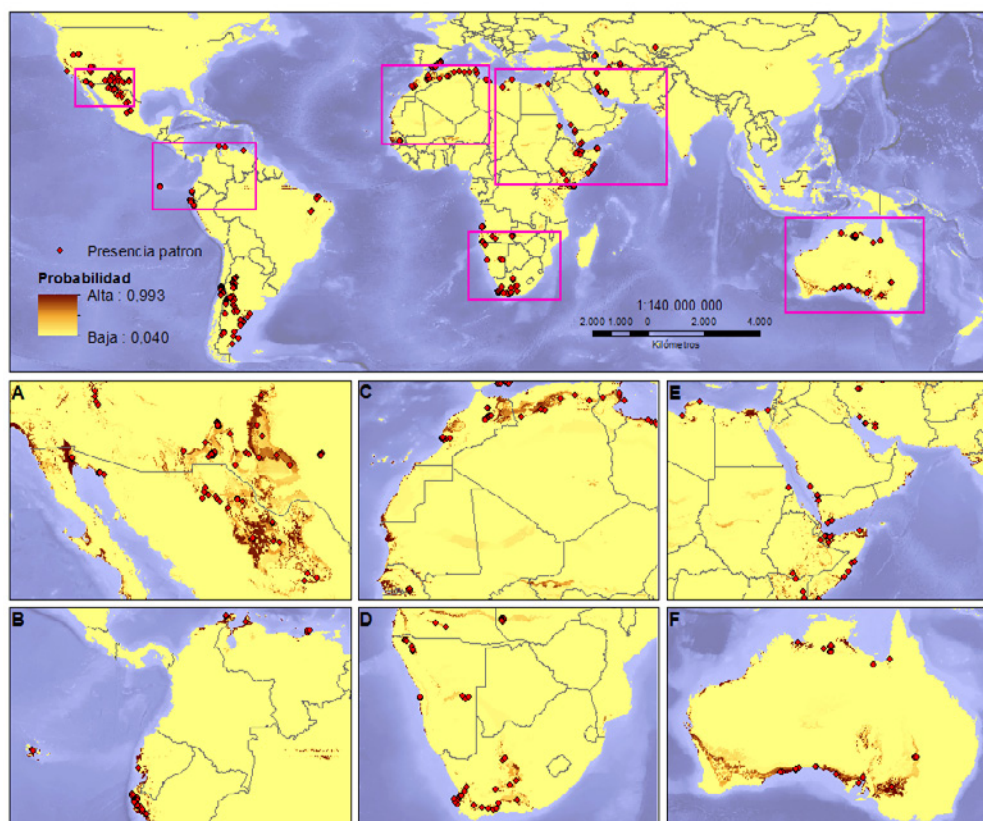 Presencia patron
Probabilidad
Alta : 0,993
Baja : 0,040
1:140.000.000
2.000 1.000 0 2.000 4.000
Kilómetros
A
C
E
B
D
F